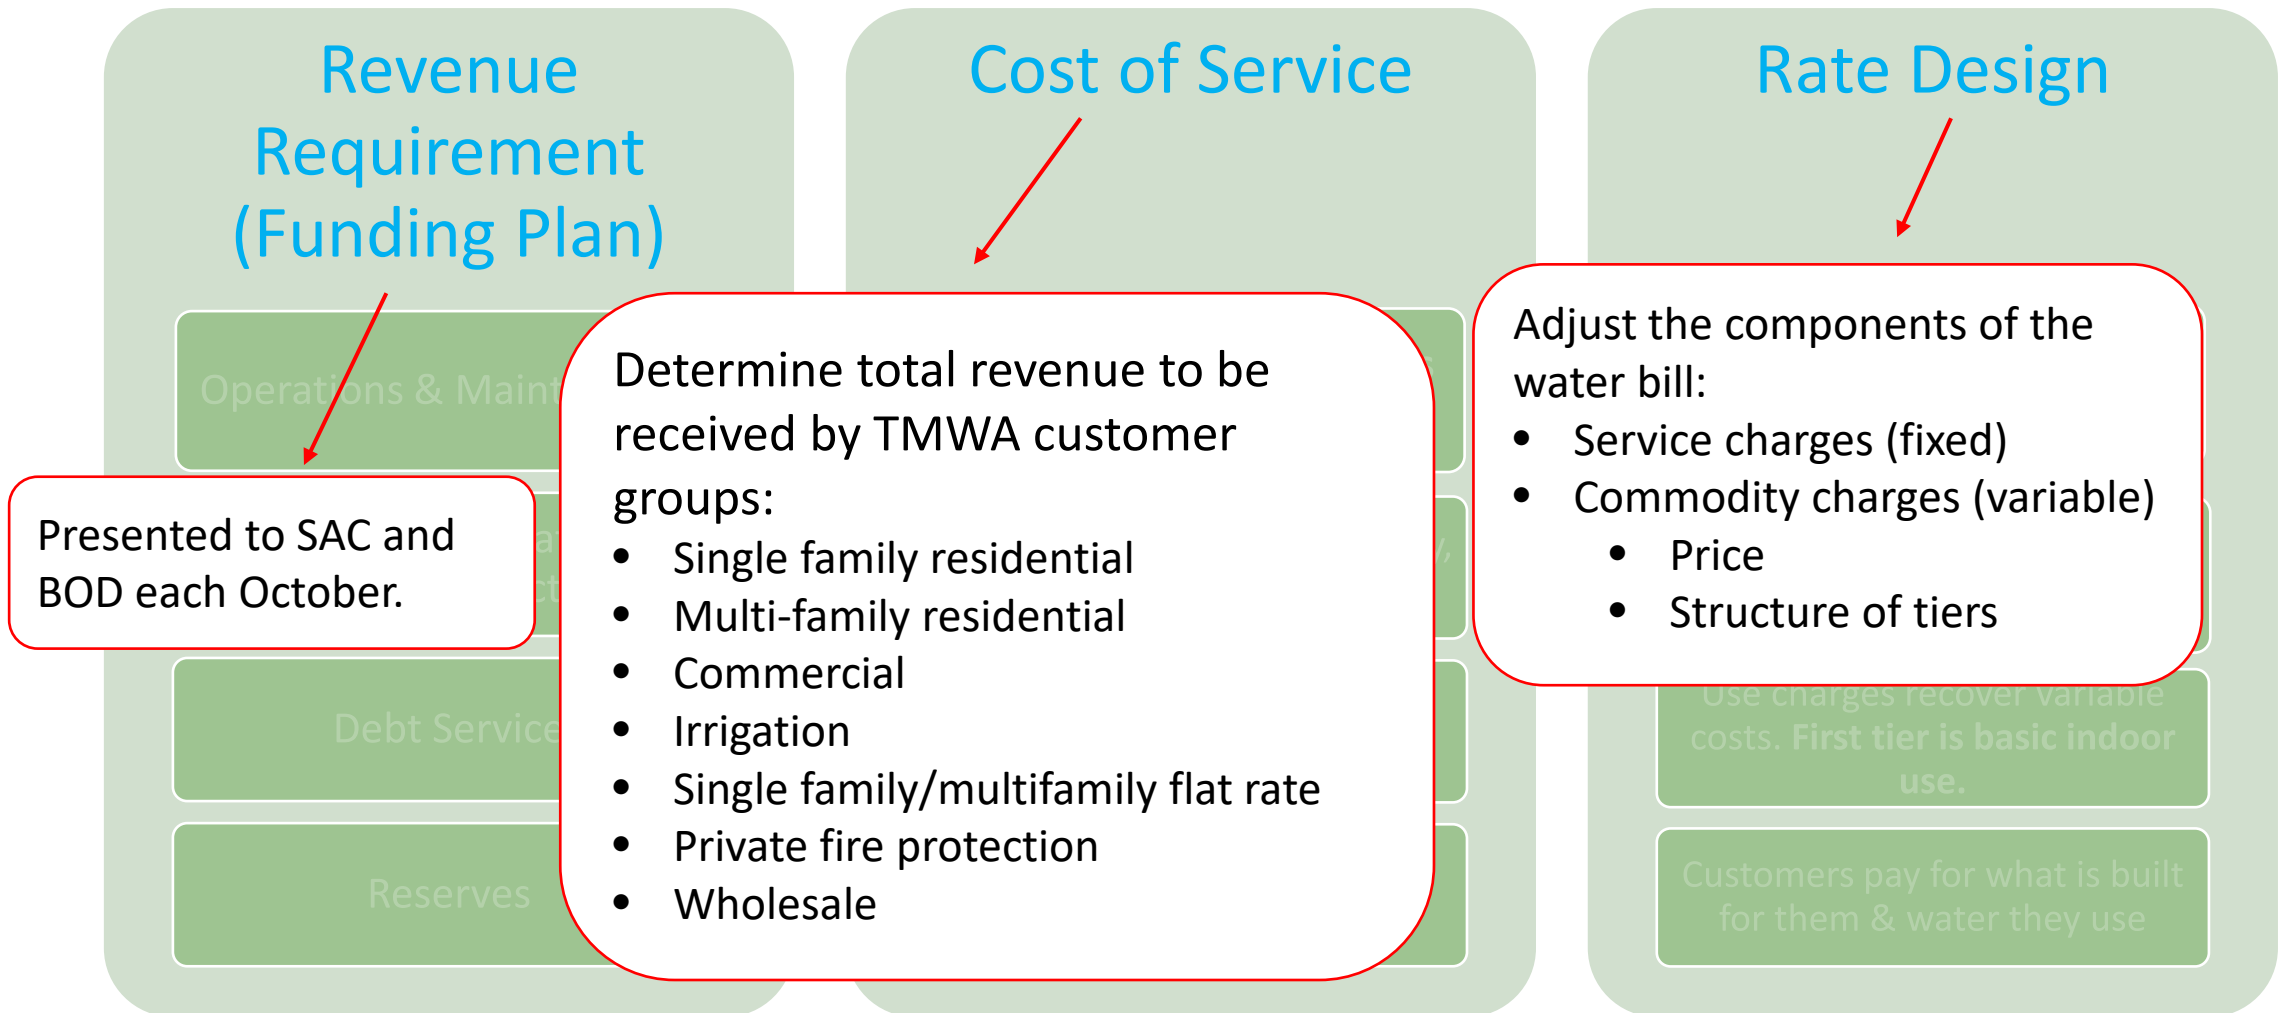 Revenue
Requirement
(Funding Plan)
Operations & Maint
Presented to SAC and
BOD each October.
Debt Service
Reserves
Cost of Service
Determine total revenue to be
received by TMWA customer
groups:
• Single family residential
• Multi-family residential
• Commercial
• Irrigation
• Single family/multifamily flat rate
• Private fire protection
• Wholesale
Rate Design
Adjust the components of the
water bill:
• Service charges (fixed)
• Commodity charges (variable)
• Price
• Structure of tiers
Use charges recover variable
costs. First tier is basic indoor
use.
Customers pay for what is built
for them & water they use